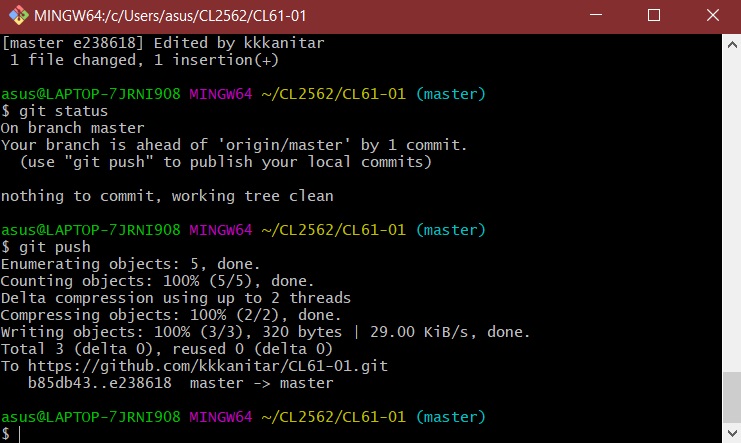 MINGW64:/c/Users/asus/CL2562/CL61-01
[master e238618] Edited by kkkanitar
 1 file changed, 1 insertion(+)
asus@LAPTOP-7JRNI9O8 MINGW64 ~/CL2562/CL61-01 (master)
$ git status
On branch master
Your branch is ahead of 'origin/master' by 1 commit.
  (use "git push" to publish your local commits)
nothing to commit, working tree clean
asus@LAPTOP-7JRNI9O8 MINGW64 ~/CL2562/CL61-01 (master)
$ git push
Enumerating objects: 5, done.
Counting objects: 100% (5/5), done.
Delta compression using up to 2 threads
Compressing objects: 100% (2/2), done.
Writing objects: 100% (3/3), 320 bytes | 29.00 KiB/s, done.
Total 3 (delta 0), reused 0 (delta 0)
To https://github.com/kkkanitar/CL61-01.git
   b85db43..e238618  master -> master
asus@LAPTOP-7JRNI9O8 MINGW64 ~/CL2562/CL61-01 (master)
$